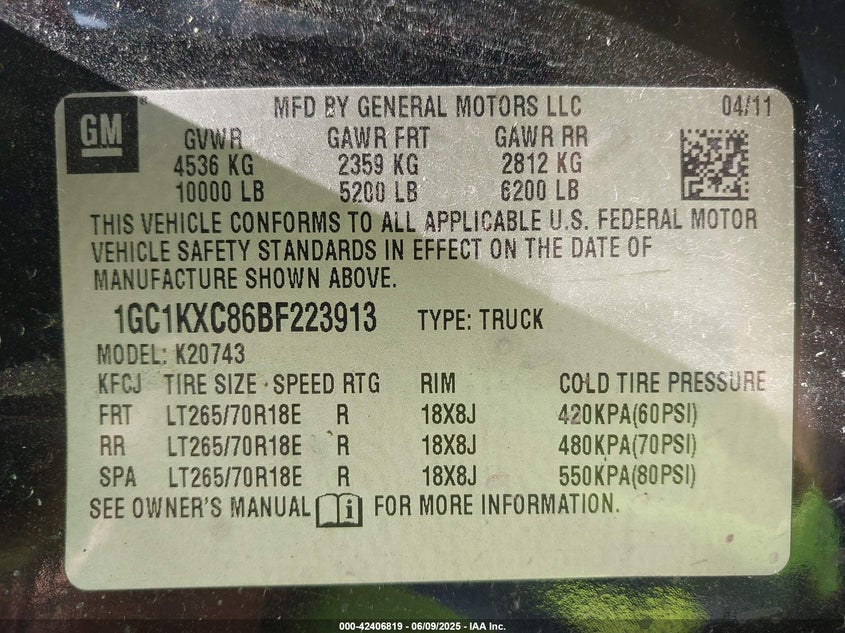 GM®
MFD BY GENERAL MOTORS LLC 04/11
GVWR GAWR FRT GAWR RR
4536 KG 2359 KG 2812 KG
10000 LB 5200 LB 6200 LB
THIS VEHICLE CONFORMS TO ALL APPLICABLE U.S. FEDERAL MOTOR
VEHICLE SAFETY STANDARDS IN EFFECT ON THE DATE OF
MANUFACTURE SHOWN ABOVE.
1GC1KXC86BF223913 TYPE: TRUCK
MODEL: K20743
KFCJ TIRE SIZE SPEED RTG RIM COLD TIRE PRESSURE
FRT LT265/70R18E R 18X8J 420KPA(60PSI)
RR LT265/70R18E R 18X8J 480KPA(70PSI)
SPA LT265/70R18E R 18X8J 550KPA(80PSI)
SEE OWNER'S MANUAL i FOR MORE INFORMATION.
000-42406819 - 06/09/2025 - IAA Inc.